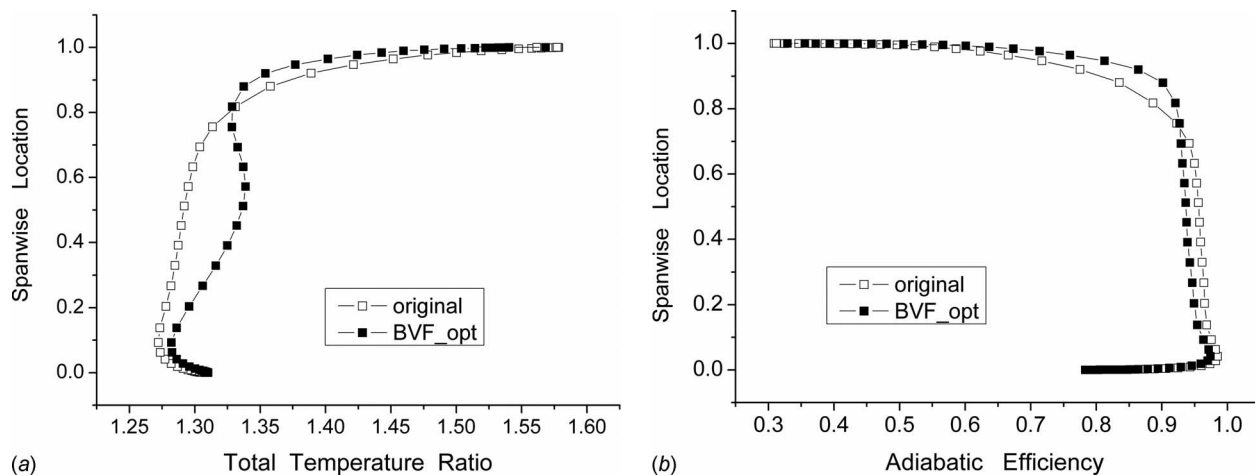 1.0
0.8
0.6
0.4
0.2
0.0
Spanwise Location
original
BVF_opt
1.25 1.30 1.35 1.40 1.45 1.50 1.55 1.60
Total Temperature Ratio
(a)
1.0
0.8
0.6
0.4
0.2
0.0
Spanwise Location
original
BVF_opt
0.3 0.4 0.5 0.6 0.7 0.8 0.9 1.0
Adiabatic Efficiency
(b)